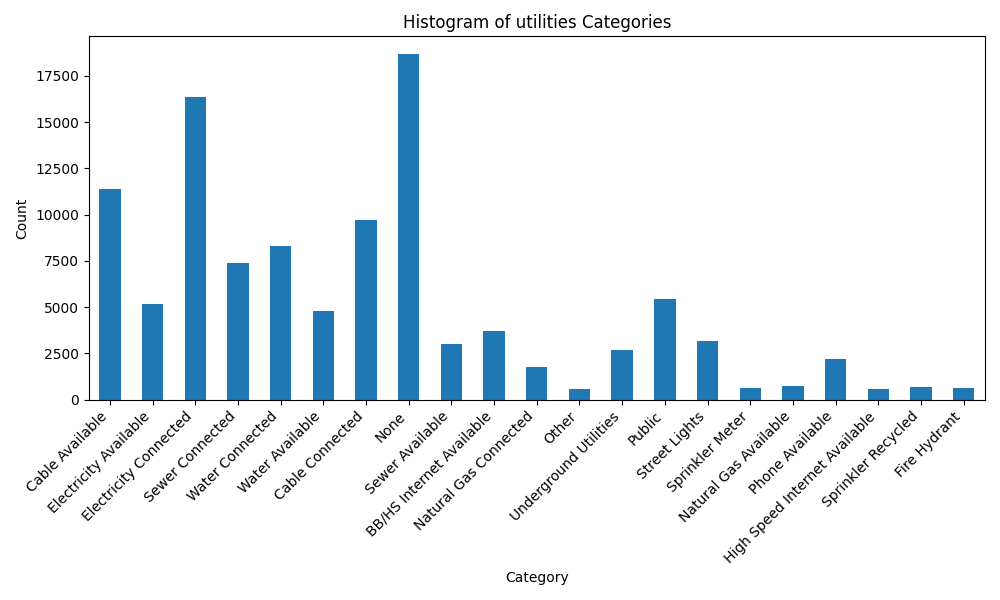 Histogram of utilities Categories
Count
17500
15000
12500
10000
7500
5000
2500
0
Cable Available
Electricity Available
Electricity Connected
Sewer Connected
Water Connected
Water Available
Cable Connected
None
Sewer Available
BB/HS Internet Available
Natural Gas Connected
Other
Underground Utilities
Public
Street Lights
Sprinkler Meter
Natural Gas Available
Phone Available
High Speed Internet Available
Sprinkler Recycled
Fire Hydrant
Category